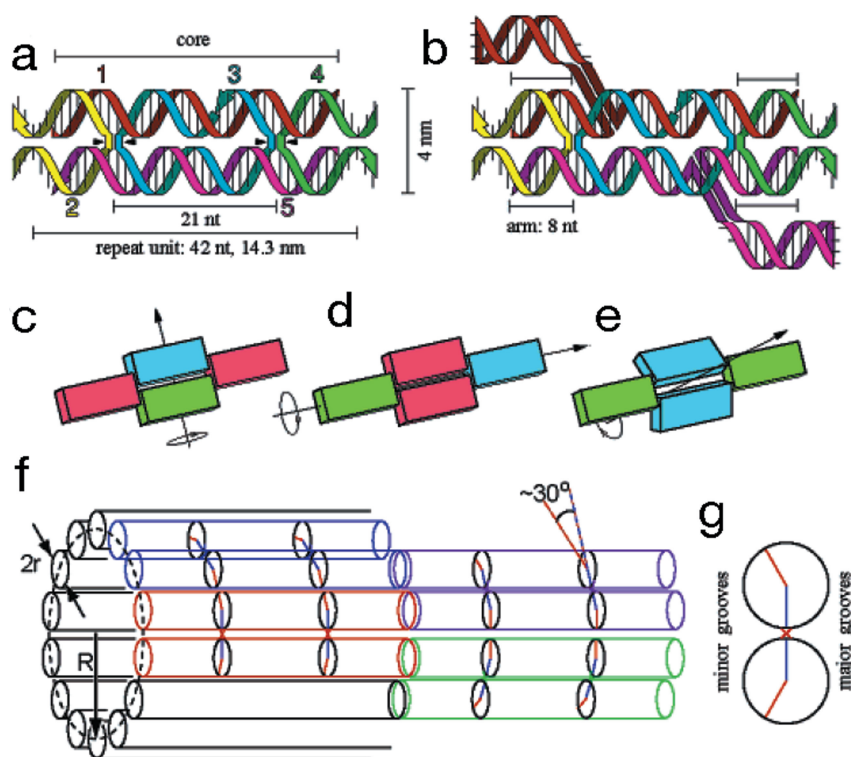 a
core
1
3
4
2
5
4 nm
21 nt
repeat unit: 42 nt, 14.3 nm
b
arm: 8 nt
c
d
e
f
2r
R
~30°
g
minor grooves
major grooves